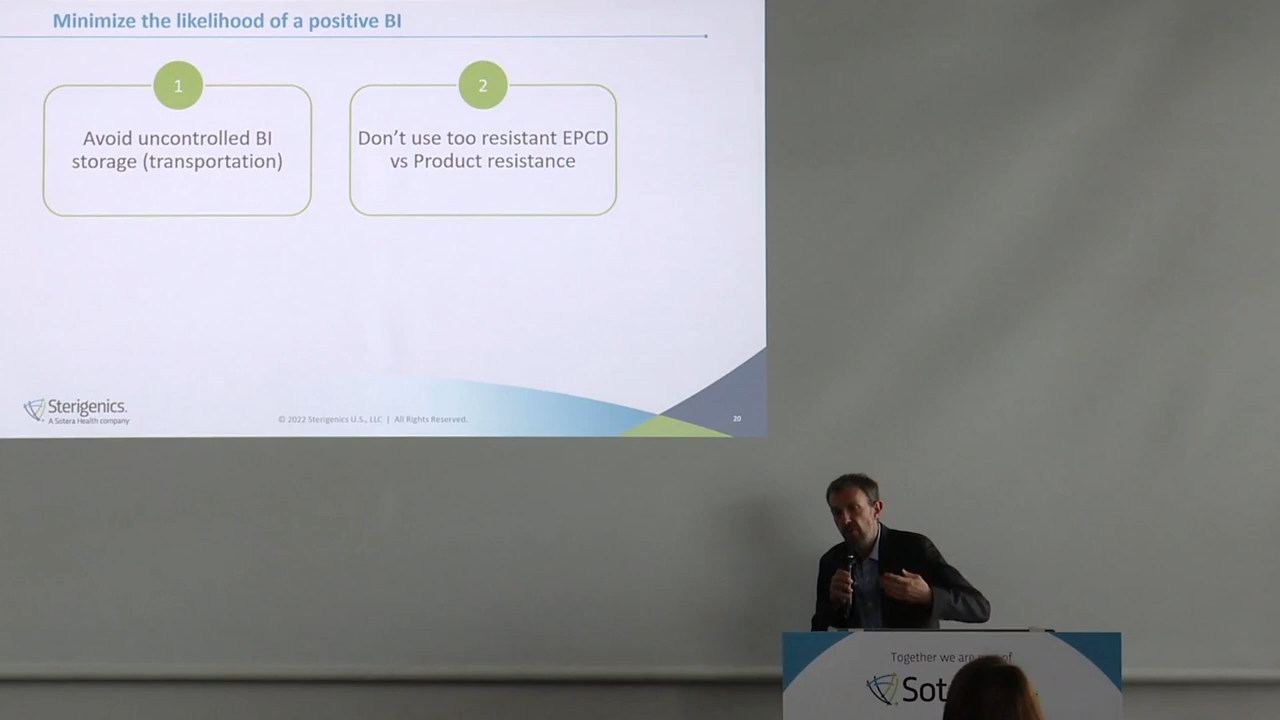 Minimize the likelihood of a positive BI
1
2
Avoid uncontrolled BI
storage (transportation)
Don't use too resistant EPCD
vs Product resistance
Sterigenics.
A Sotera Health company
© 2022 Sterigenics U.S., LLC | All Rights Reserved.
20
Together we are
of